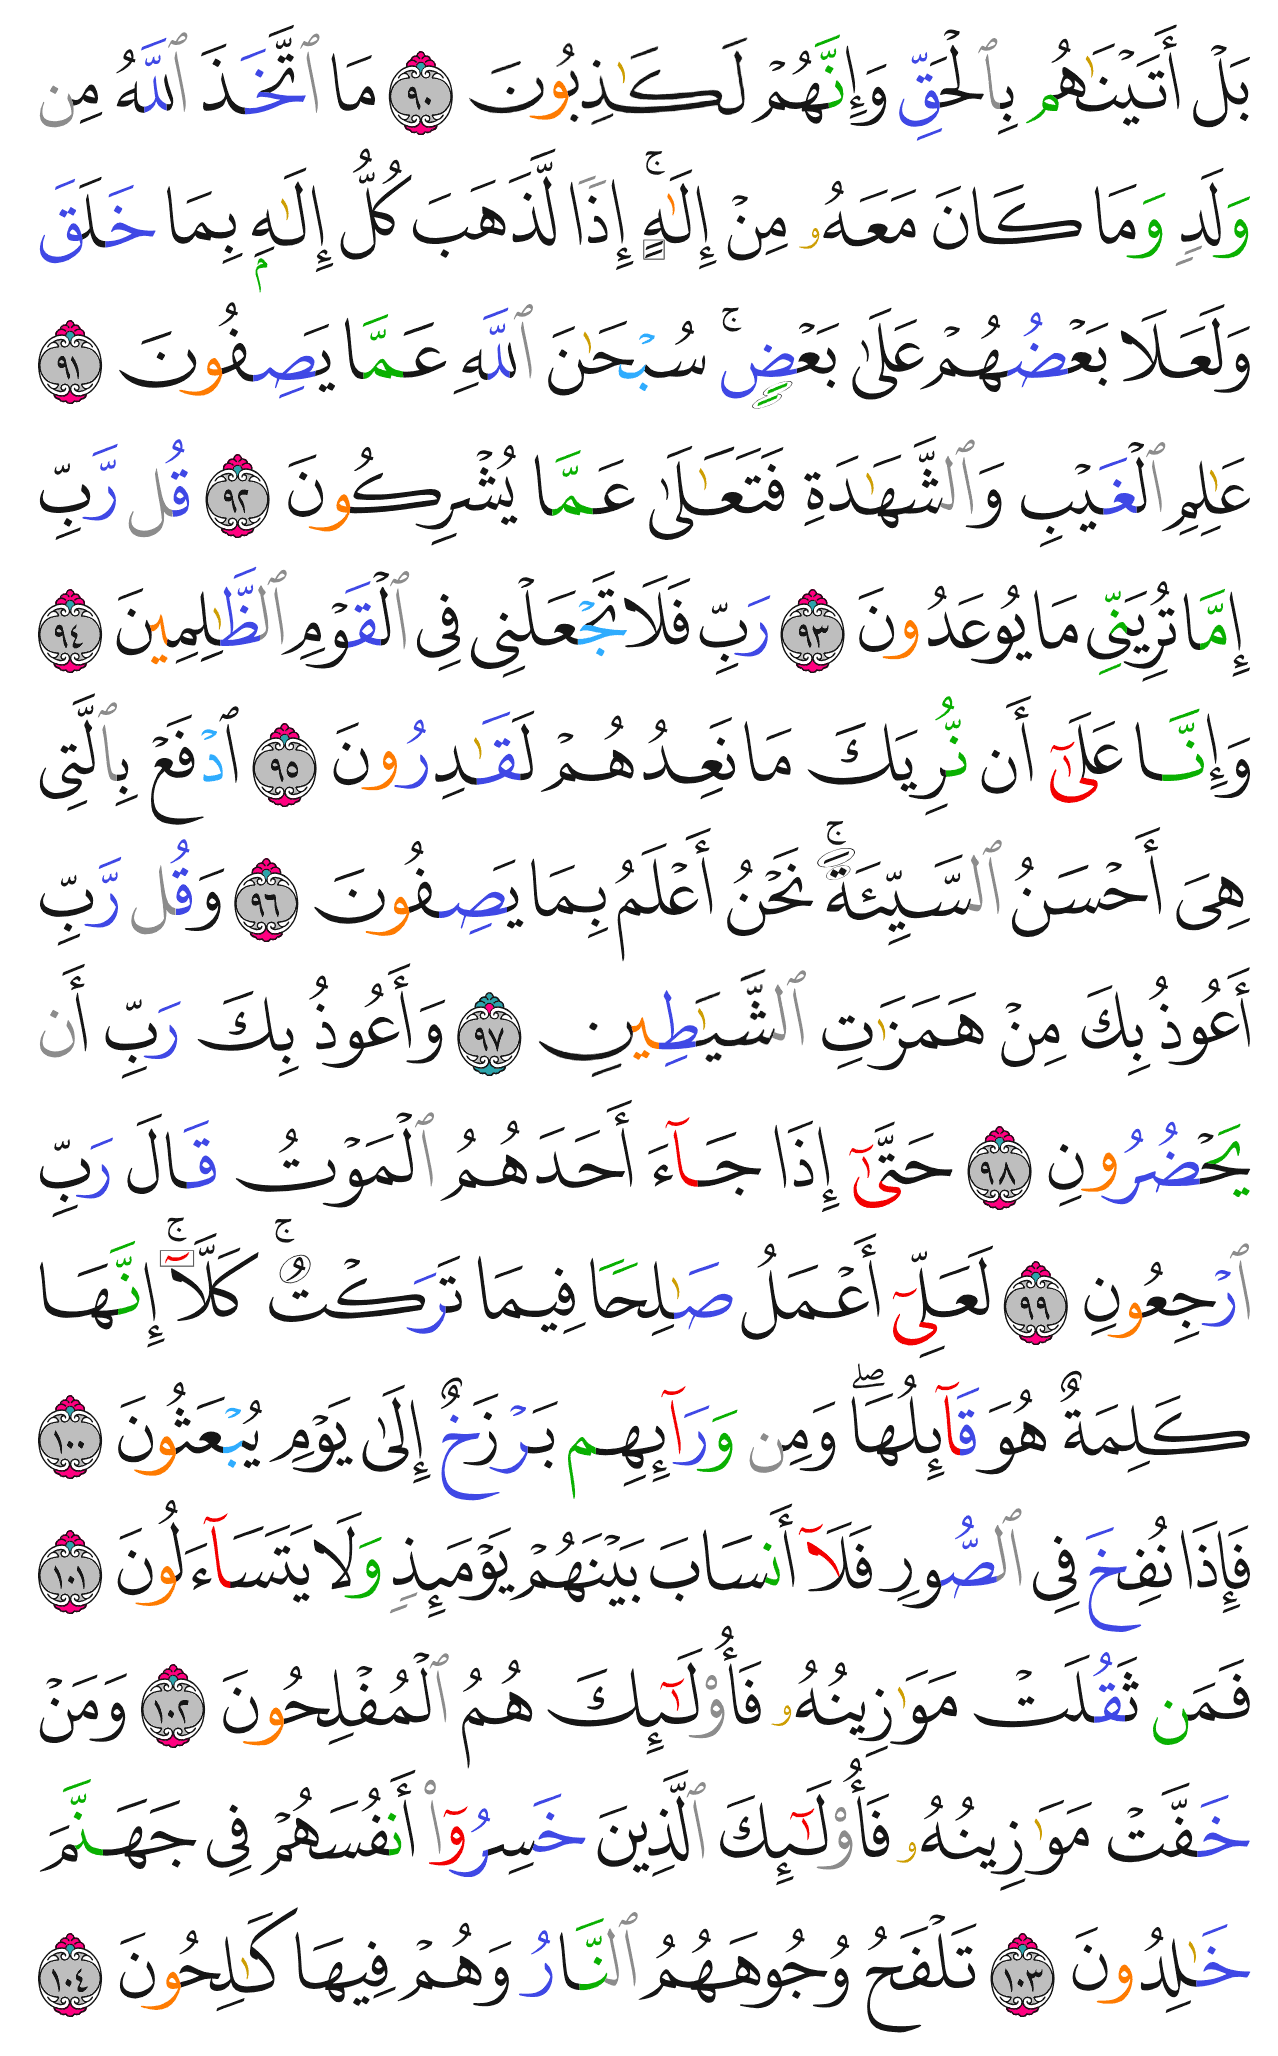 بَلۡ أَتَيۡنَٰهُم بِٱلۡحَقِّ وَإِنَّهُمۡ لَكَٰذِبُونَ ٩٠ مَا ٱتَّخَذَ ٱللَّهُ مِن
وَلَدٖ وَمَا كَانَ مَعَهُۥ مِنۡ إِلَٰهٍۚ إِذٗا لَّذَهَبَ كُلُّ إِلَٰهِۭ بِمَا خَلَقَ
وَلَعَلَا بَعۡضُهُمۡ عَلَىٰ بَعۡضٖۚ سُبۡحَٰنَ ٱللَّهِ عَمَّا يَصِفُونَ ٩١
عَٰلِمِ ٱلۡغَيۡبِ وَٱلشَّهَٰدَةِ فَتَعَٰلَىٰ عَمَّا يُشۡرِكُونَ ٩٢ قُل رَّبِّ
إِمَّا تُرِيَنِّي مَا يُوعَدُونَ ٩٣ رَبِّ فَلَا تَجۡعَلۡنِي فِي ٱلۡقَوۡمِ ٱلظَّٰلِمِينَ ٩٤
وَإِنَّا عَلَىٰٓ أَن نُّرِيَكَ مَا نَعِدُهُمۡ لَقَٰدِرُونَ ٩٥ ٱدۡفَعۡ بِٱلَّتِي
هِيَ أَحۡسَنُ ٱلسَّيِّئَةَۚ نَحۡنُ أَعۡلَمُ بِمَا يَصِفُونَ ٩٦ وَقُل رَّبِّ
أَعُوذُ بِكَ مِنۡ هَمَزَٰتِ ٱلشَّيَٰطِينِ ٩٧ وَأَعُوذُ بِكَ رَبِّ أَن
يَحۡضُرُونِ ٩٨ حَتَّىٰٓ إِذَا جَآءَ أَحَدَهُمُ ٱلۡمَوۡتُ قَالَ رَبِّ
ٱرۡجِعُونِ ٩٩ لَعَلِّيٓ أَعۡمَلُ صَٰلِحٗا فِيمَا تَرَكۡتُۚ كَلَّآۚ إِنَّهَا
كَلِمَةٌ هُوَ قَآئِلُهَاۖ وَمِن وَرَآئِهِم بَرۡزَخٌ إِلَىٰ يَوۡمِ يُبۡعَثُونَ ١٠٠
فَإِذَا نُفِخَ فِي ٱلصُّورِ فَلَآ أَنسَابَ بَيۡنَهُمۡ يَوۡمَئِذٖ وَلَا يَتَسَآءَلُونَ ١٠١
فَمَن ثَقُلَتۡ مَوَٰزِينُهُۥ فَأُوْلَٰٓئِكَ هُمُ ٱلۡمُفۡلِحُونَ ١٠٢ وَمَنۡ
خَفَّتۡ مَوَٰزِينُهُۥ فَأُوْلَٰٓئِكَ ٱلَّذِينَ خَسِرُوٓاْ أَنفُسَهُمۡ فِي جَهَنَّمَ
خَٰلِدُونَ ١٠٣ تَلۡفَحُ وُجُوهَهُمُ ٱلنَّارُ وَهُمۡ فِيهَا كَٰلِحُونَ ١٠٤